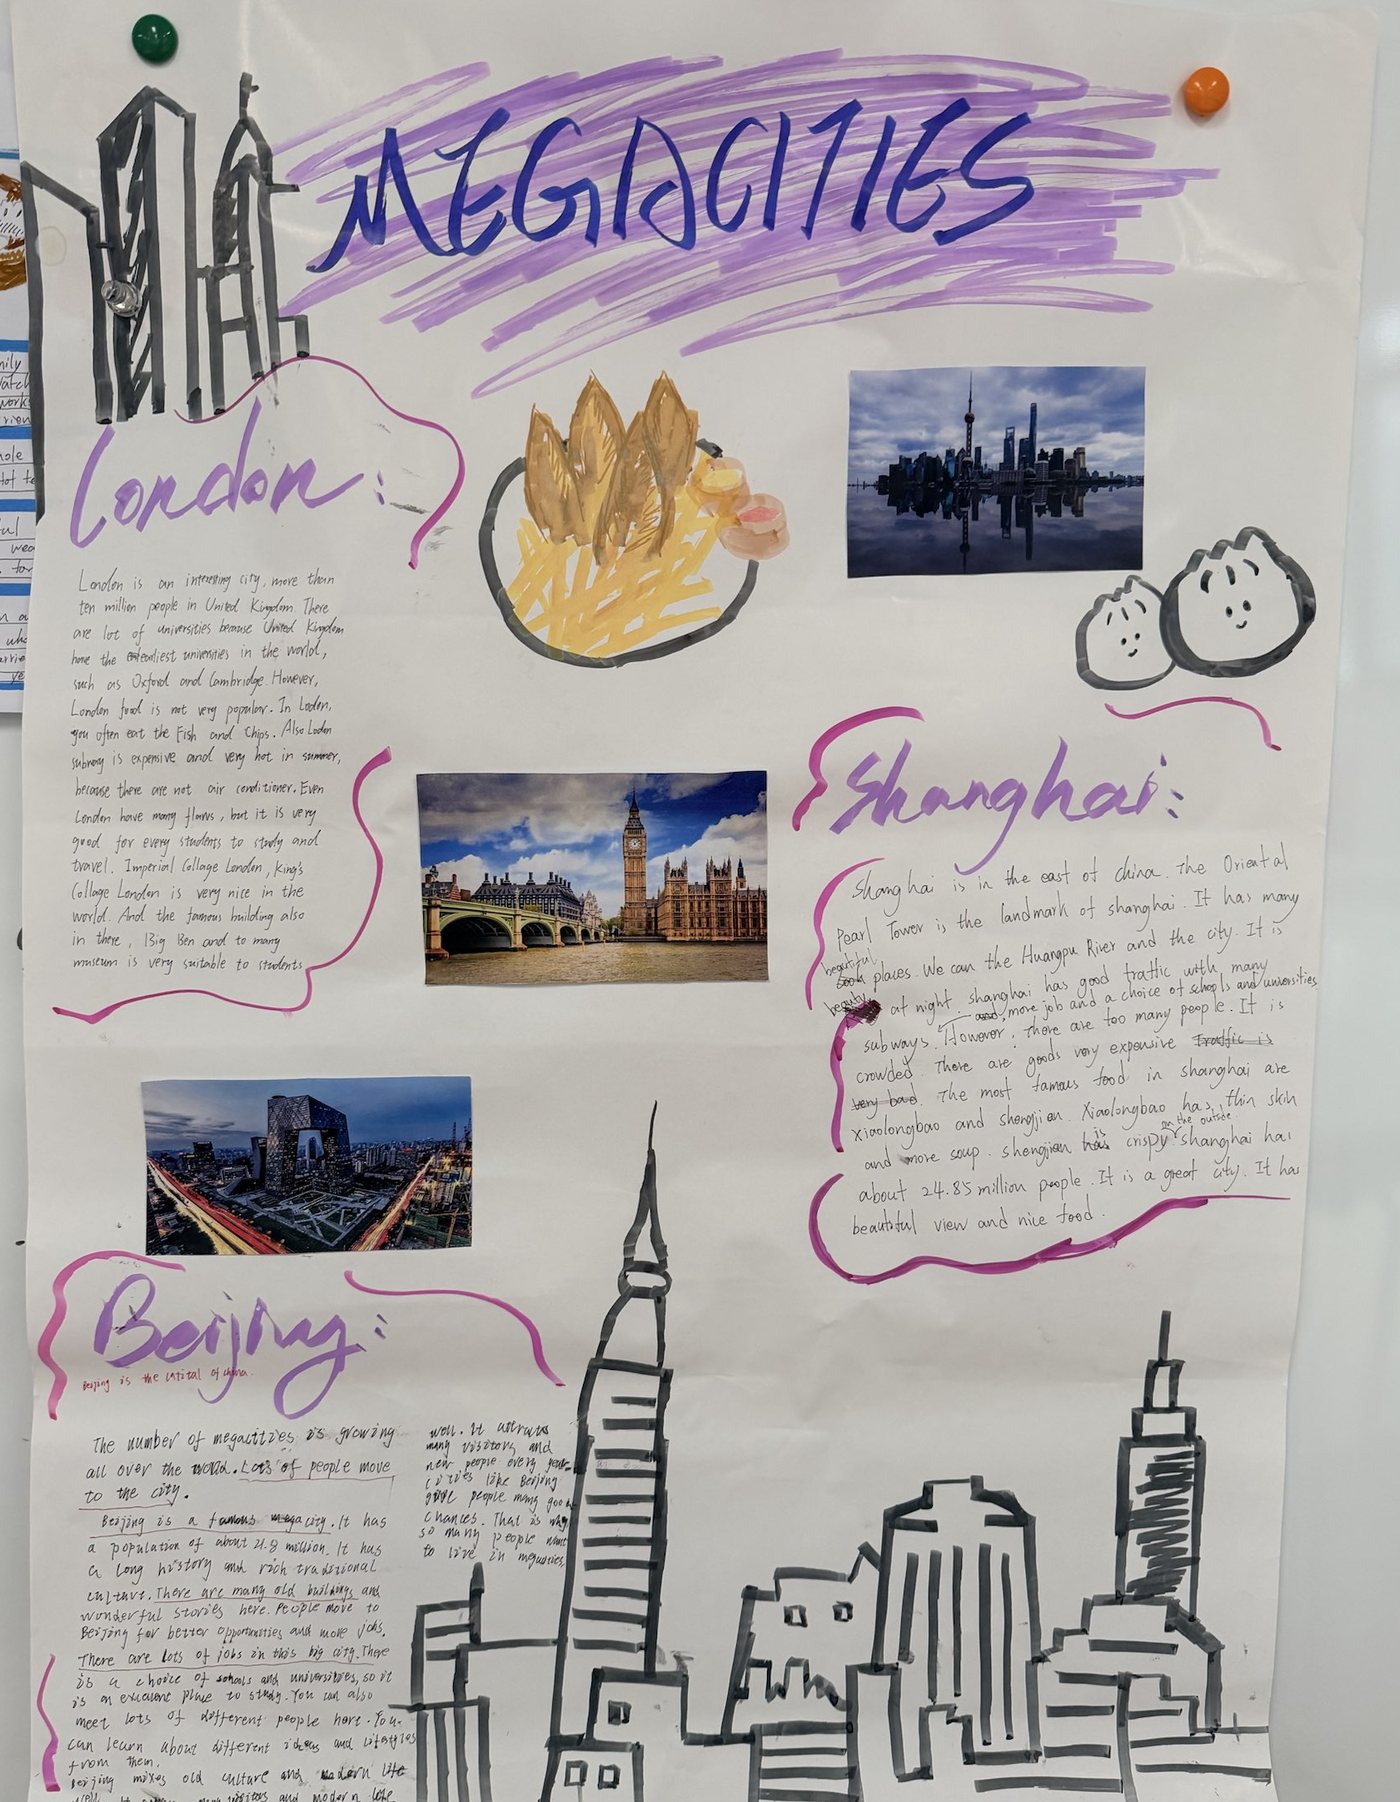 MEGACITIES
London:
London is an interesting city, more than
ten million people in United Kingdom. There
are lot of universities because United Kingdom
have the earliest universities in the world,
such as Oxford and Cambridge. However,
London food is not very popular. In Lodon,
you often eat the Fish and Chips. Also Lodon
subway is expensive and very hot in summer,
because there are not air conditioner. Even
London have many flaws, but it is very
good for every students to study and
travel. Imperial Collage London, King's
Collage London is very nice in the
world. And the famous building also
in there, Big Ben and to many
museum is very suitable to students
Shanghai:
Shanghai is in the east of China. The Oriental
Pearl Tower is the landmark of shanghai. It has many
beautiful
places. We can the Huangpu River and the city. It is
beauty at night. shanghai has good traffic with many
and, more job and a choice of schools and universities
subways. However, There are too many people. It is
crowded. There are goods very expensive Traffic is
very bad. The most famous food in shanghai are
xiaolongbao and shengjian. Xiaolongbao has thin skin
on the outside.
and more soup. shengjian has is crispy shanghai has
about 24.85 million people. It is a great city. It has
beautiful view and nice food.
Beijing:
Beijing is the capital of China.
The number of megacities is growing
all over the world. Lots of people move
to the city.
Beijing is a famous megacity. It has
a population of about 21.8 million. It has
a long history and rich traditional
culture. There are many old buildings and
wonderful stories here. People move to
Beijing for better opportunities and more jobs.
There are lots of jobs in this big city. There
is a choice of schools and universities, so it
is an excellent place to study. You can also
meet lots of different people here. You
can learn about different ideas and lifestyles
from them.
Beijing mixes old culture and modern life
well. It visitors and modern life
well. It attracts
many visitors and
new people every year.
cities like Beijing
give people many good
chances. That is why
so many people want
to live in megacities.